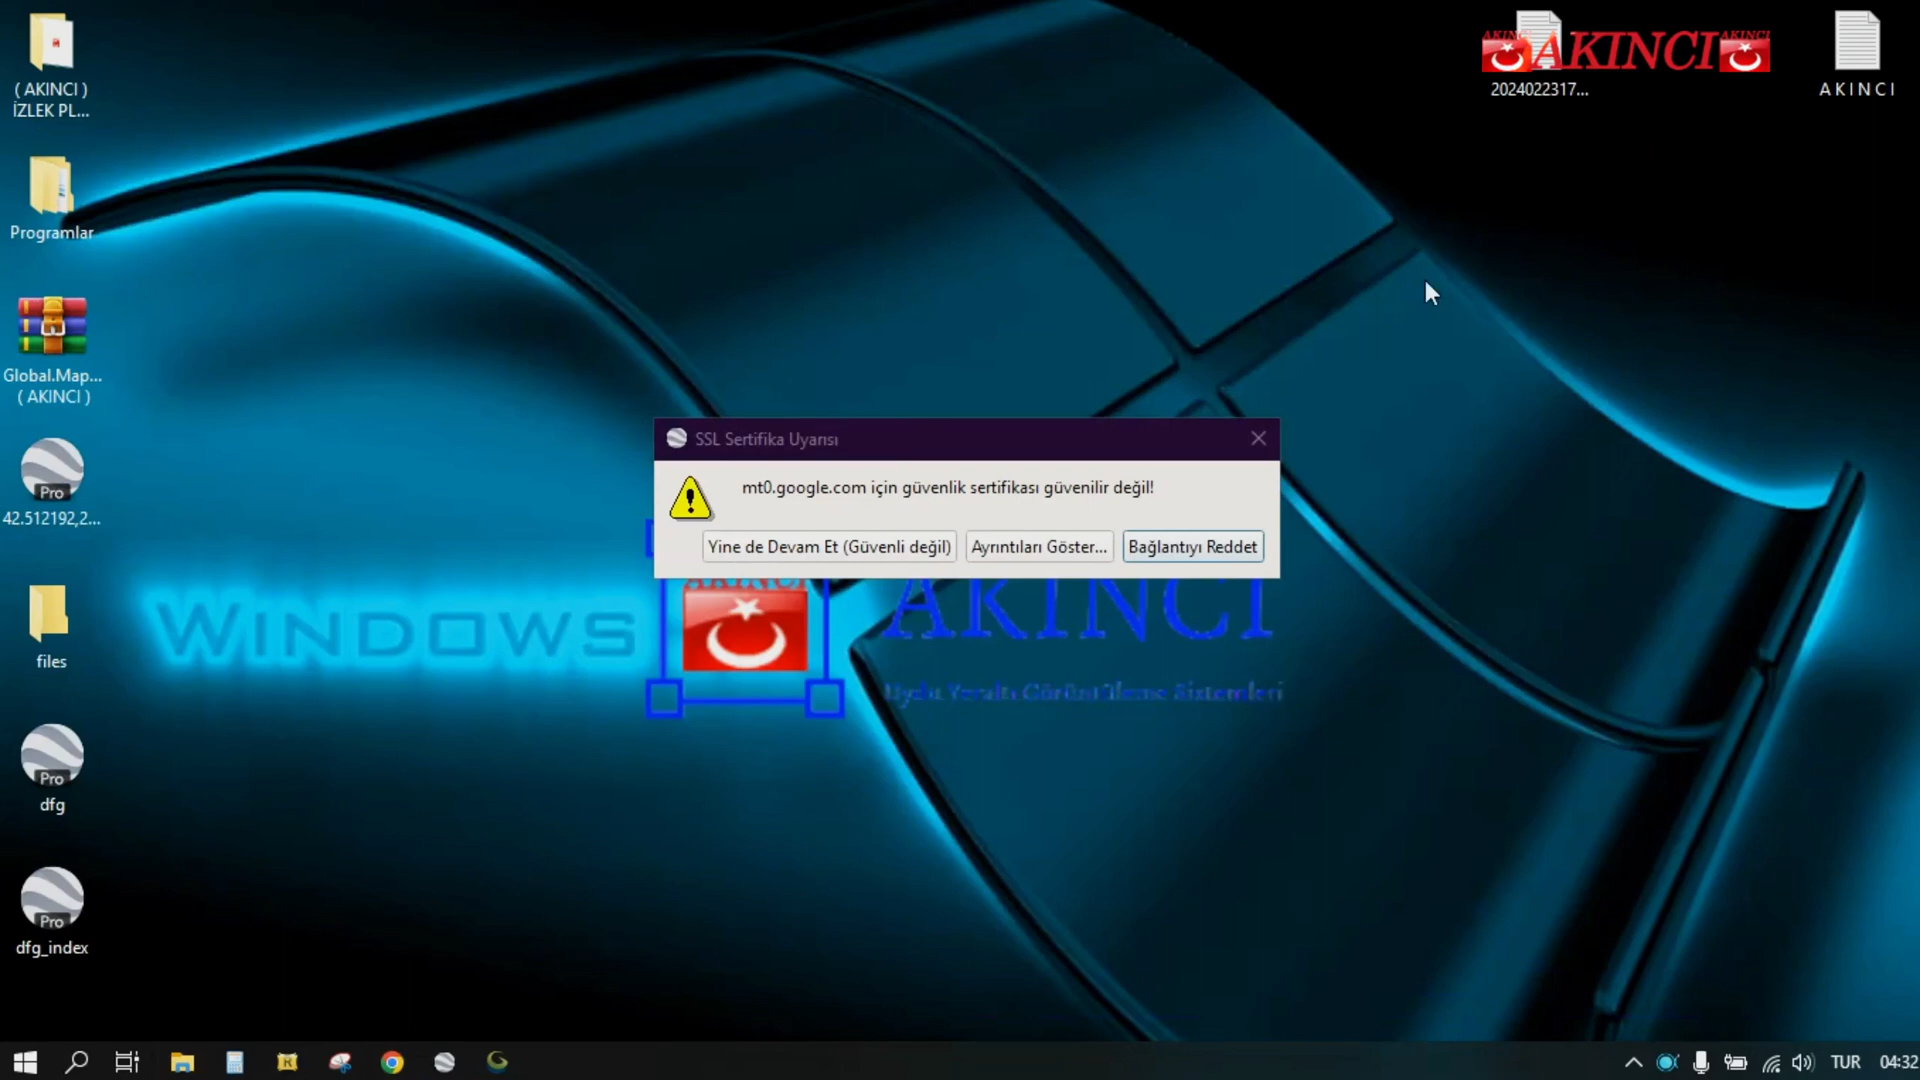 ( AKINCI )
İZLEK PL...
Programlar
Global.Map...
( AKINCI )
Pro
42.512192,2...
files
Pro
dfg
Pro
dfg_index
AKINCI
AKINCI
AKINCI
2024022317...
A K I N C I
SSL Sertifika Uyarısı
mt0.google.com için güvenlik sertifikası güvenilir değil!
Yine de Devam Et (Güvenli değil)
Ayrıntıları Göster...
Bağlantıyı Reddet
WINDOWS
AKINCI
AKINCI
Uydu Yeraltı Görüntüleme Sistemleri
TUR
04:32